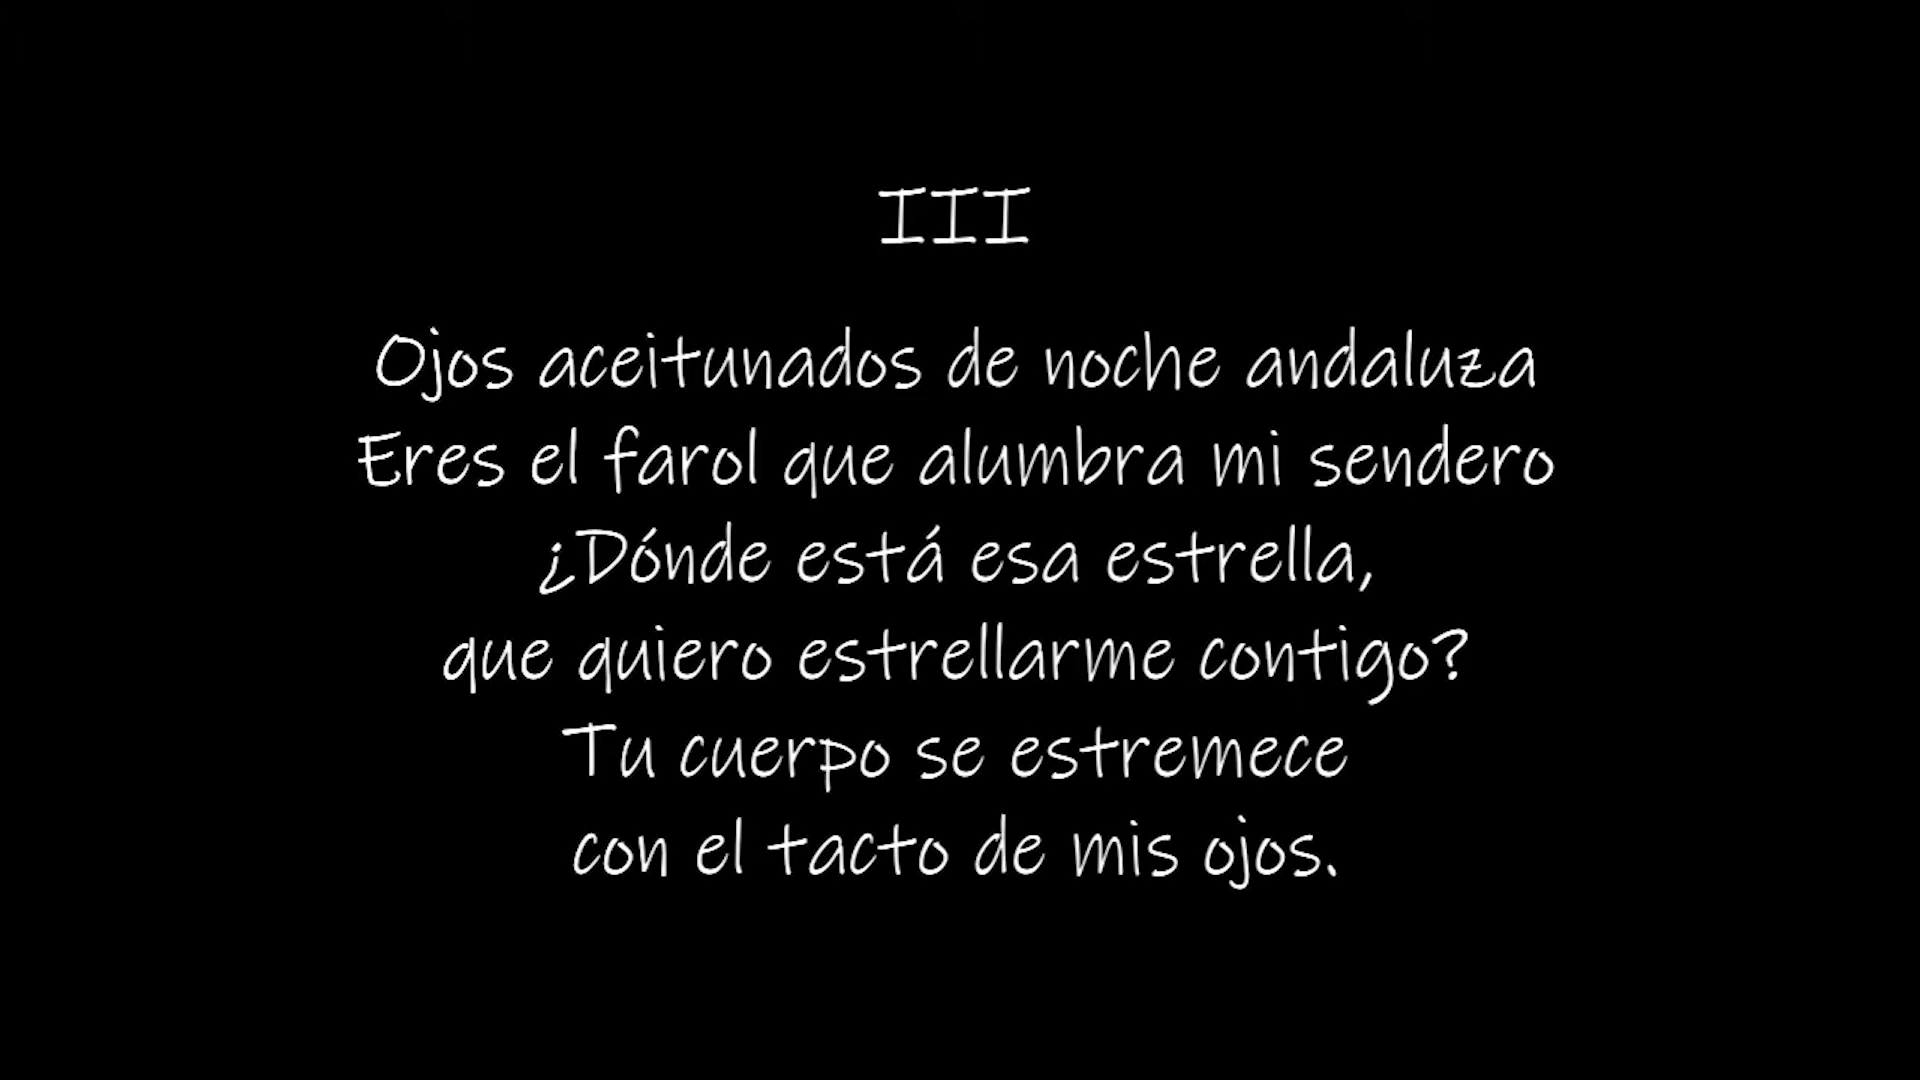 III
Ojos aceitunados de noche andaluza
Eres el farol que alumbra mi sendero
¿Dónde está esa estrella,
que quiero estrellarme contigo?
Tu cuerpo se estremece
con el tacto de mis ojos.